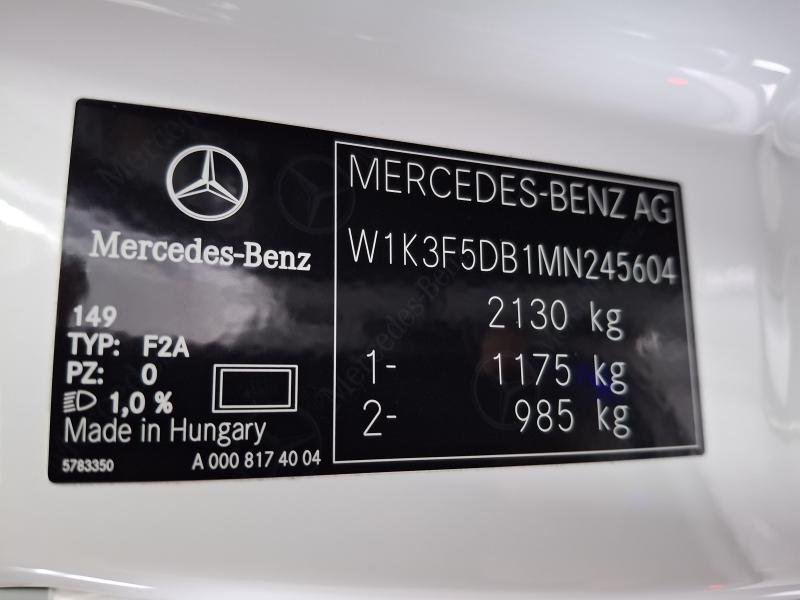 Mercedes-Benz
149
TYP: F2A
PZ: 0
1,0 %
Made in Hungary
5783350 A 000 817 40 04
MERCEDES-BENZ AG
W1K3F5DB1MN245604
2130 kg
1- 1175 kg
2- 985 kg